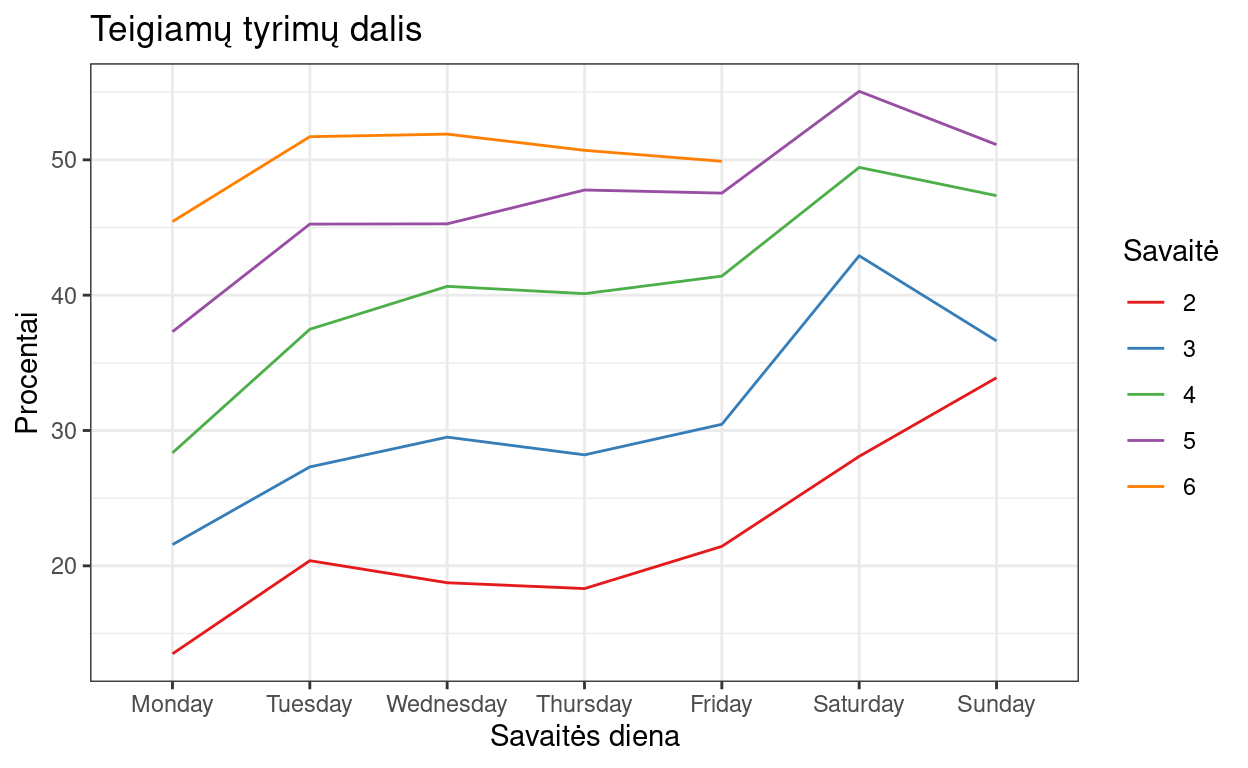 Teigiamų tyrimų dalis
Procentai
50
40
30
20
Monday Tuesday Wednesday Thursday Friday Saturday Sunday
Savaitės diena
Savaitė
2
3
4
5
6